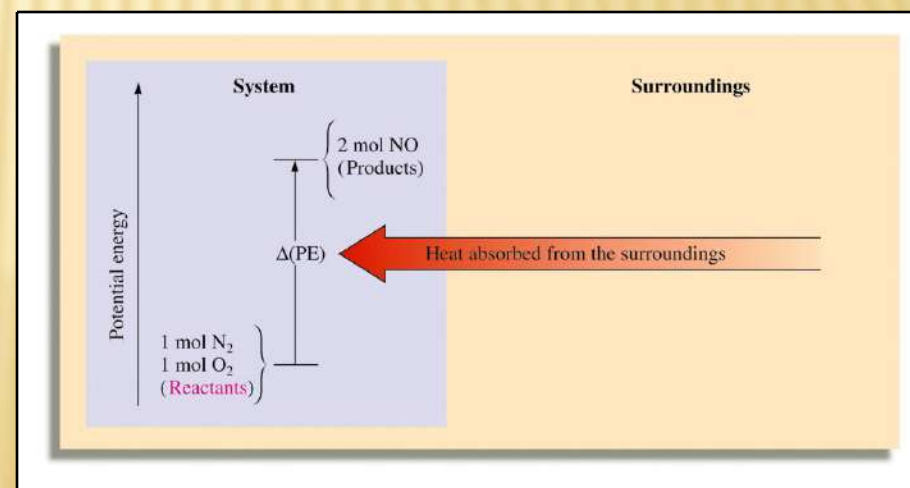 System
Surroundings
2 mol NO
(Products)
Potential energy
Δ(PE)
Heat absorbed from the surroundings
1 mol N₂
1 mol O₂
(Reactants)